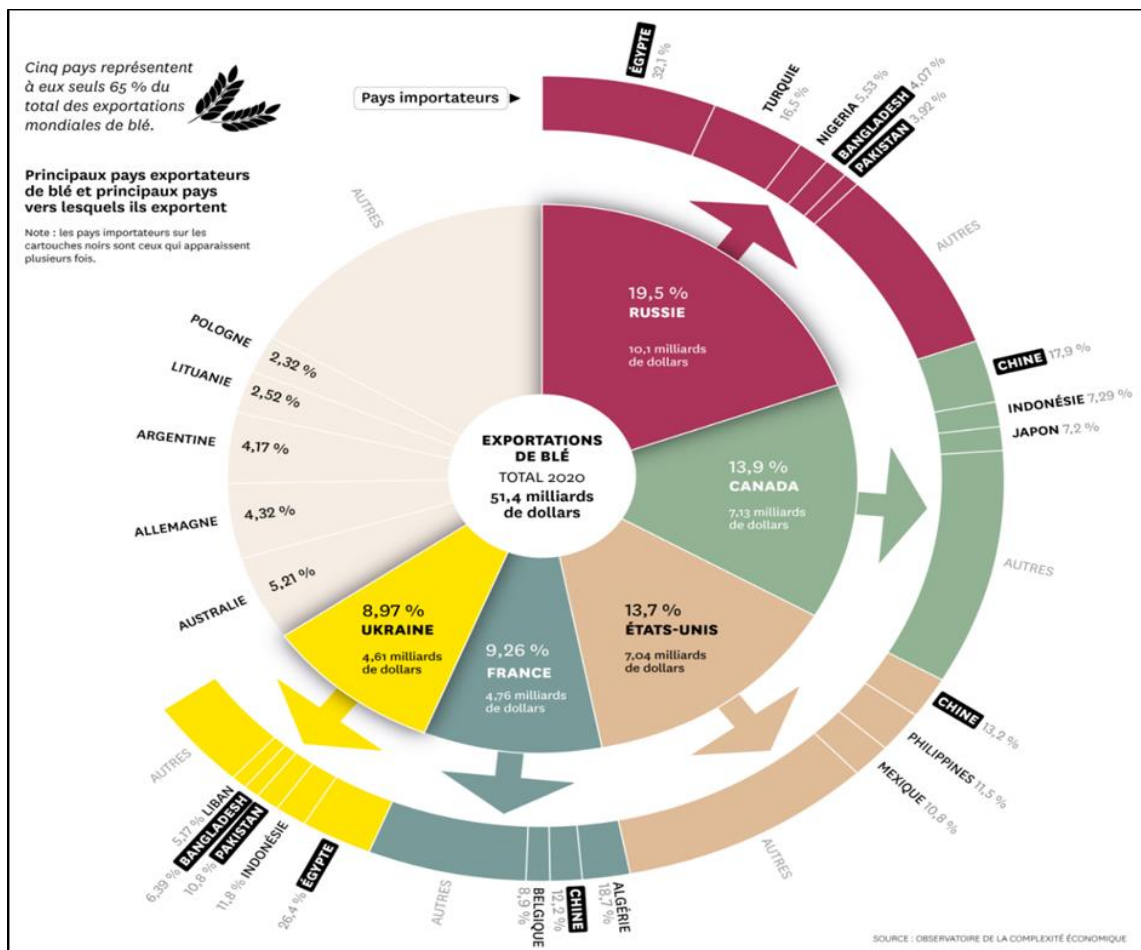 Cinq pays représentent
à eux seuls 65 % du
total des exportations
mondiales de blé.
Principaux pays exportateurs
de blé et principaux pays
vers lesquels ils exportent
Note : les pays importateurs sur les
cartouches noirs sont ceux qui apparaissent
plusieurs fois.
Pays importateurs
ÉGYPTE
32,1 %
TURQUIE
16,5 %
NIGERIA 5,53 %
BANGLADESH 4,07 %
PAKISTAN 3,92 %
AUTRES
CHINE 17,9 %
INDONÉSIE 7,29 %
JAPON 7,2 %
AUTRES
CHINE 13,2 %
PHILIPPINES 11,5 %
MEXIQUE 10,8 %
AUTRES
ALGÉRIE
18,7 %
CHINE
12,2 %
BELGIQUE
8,9 %
AUTRES
26,4 % ÉGYPTE
11,8 % INDONÉSIE
10,8 % PAKISTAN
6,39 % BANGLADESH
5,17 % LIBAN
AUTRES
19,5 %
RUSSIE
10,1 milliards
de dollars
13,9 %
CANADA
7,13 milliards
de dollars
13,7 %
ÉTATS-UNIS
7,04 milliards
de dollars
9,26 %
FRANCE
4,76 milliards
de dollars
8,97 %
UKRAINE
4,61 milliards
de dollars
AUSTRALIE
5,21 %
ALLEMAGNE
4,32 %
ARGENTINE
4,17 %
LITUANIE
2,52 %
POLOGNE
2,32 %
AUTRES
EXPORTATIONS
DE BLÉ
TOTAL 2020
51,4 milliards
de dollars
SOURCE : OBSERVATOIRE DE LA COMPLEXITÉ ÉCONOMIQUE